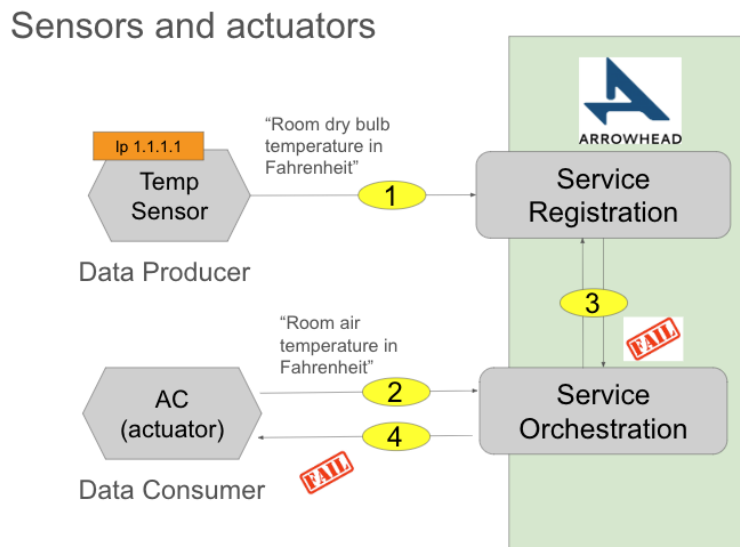 Sensors and actuators
ARROWHEAD
Ip 1.1.1.1
Temp
Sensor
Data Producer
“Room dry bulb
temperature in
Fahrenheit”
1
Service
Registration
3
FAIL
“Room air
temperature in
Fahrenheit”
AC
(actuator)
Data Consumer
2
4
FAIL
Service
Orchestration